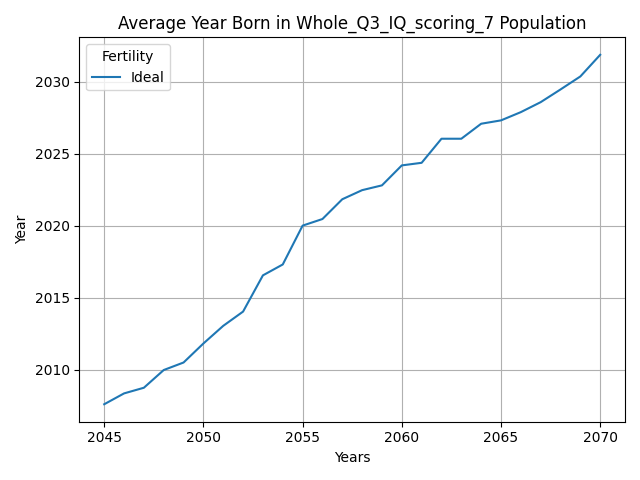 Average Year Born in Whole_Q3_IQ_scoring_7 Population
Fertility
Ideal
2030
2025
2020
2015
2010
Year
2045 2050 2055 2060 2065 2070
Years